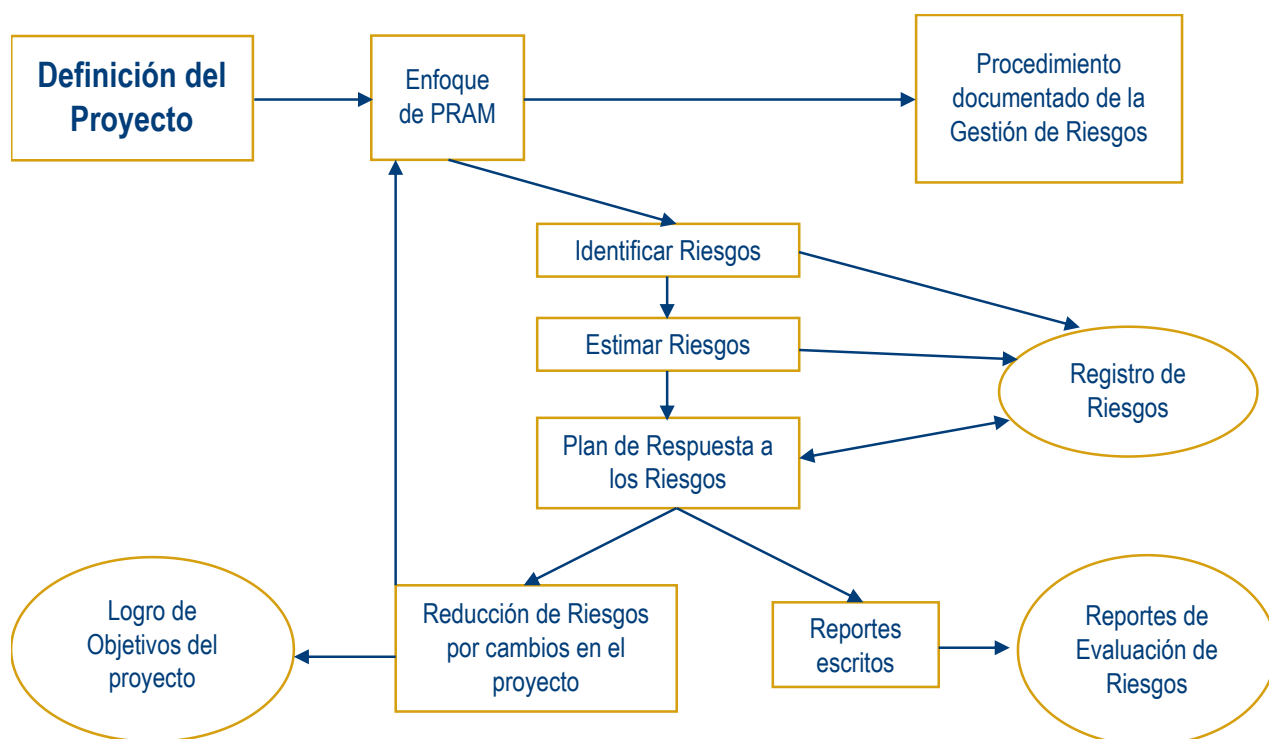 Definición del
Proyecto
Enfoque
de PRAM
Procedimiento
documentado de la
Gestión de Riesgos
Identificar Riesgos
Estimar Riesgos
Registro de
Riesgos
Plan de Respuesta a
los Riesgos
Logro de
Objetivos del
proyecto
Reducción de Riesgos
por cambios en el
proyecto
Reportes
escritos
Reportes de
Evaluación de
Riesgos